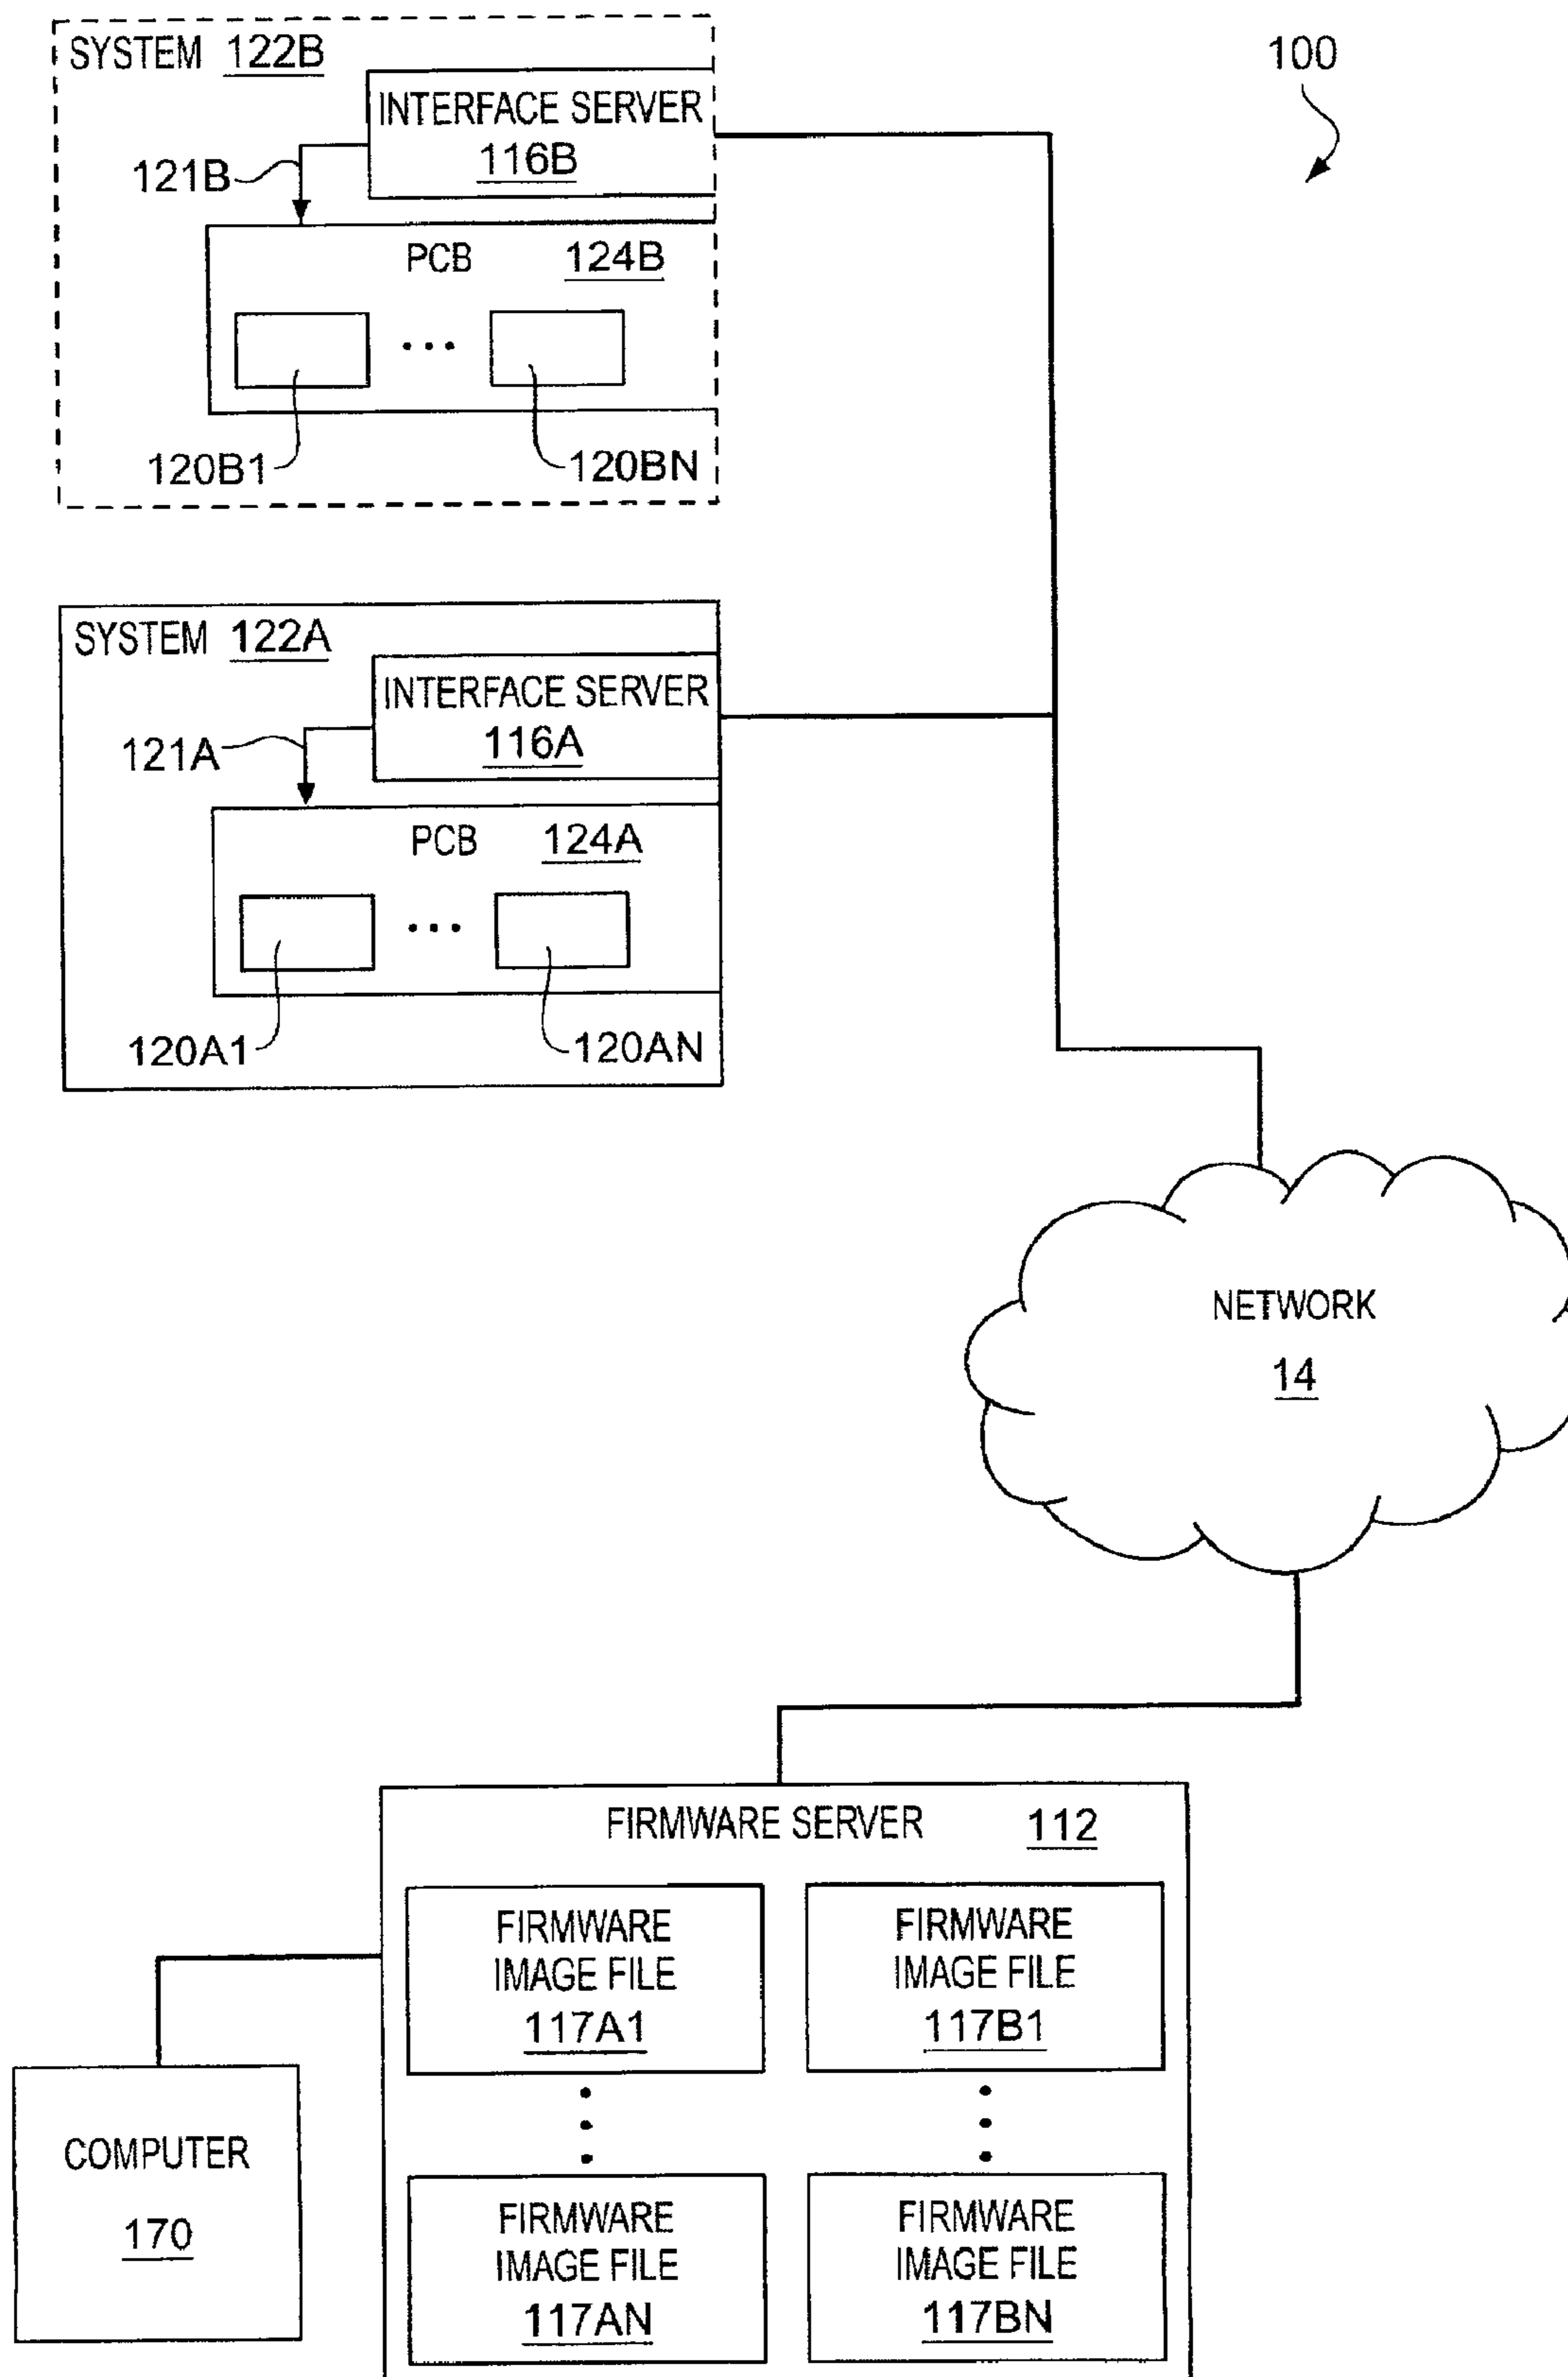 SYSTEM 122B
100
INTERFACE SERVER
116B
121B
PCB 124B
120B1
120BN
SYSTEM 122A
INTERFACE SERVER
116A
121A
PCB 124A
120A1
120AN
NETWORK
14
FIRMWARE SERVER 112
FIRMWARE
IMAGE FILE
117A1
FIRMWARE
IMAGE FILE
117B1
COMPUTER
170
FIRMWARE
IMAGE FILE
117AN
FIRMWARE
IMAGE FILE
117BN